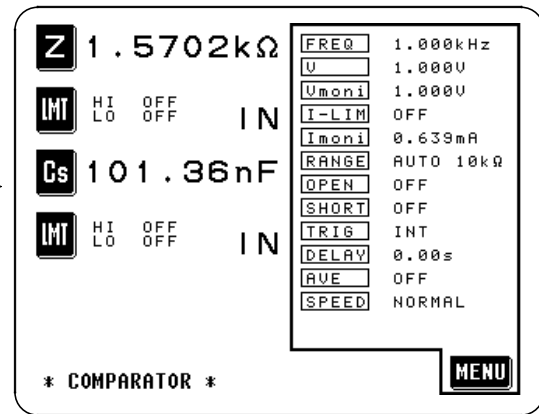 Z 1.5702kΩ
LMT HI OFF
LO OFF
IN
Cs 101.36nF
LMT HI OFF
LO OFF
IN
* COMPARATOR *
FREQ 1.000kHz
V 1.000V
Vmoni 1.000V
I-LIM OFF
Imoni 0.639mA
RANGE AUTO 10kΩ
OPEN OFF
SHORT OFF
TRIG INT
DELAY 0.00s
AVE OFF
SPEED NORMAL
MENU